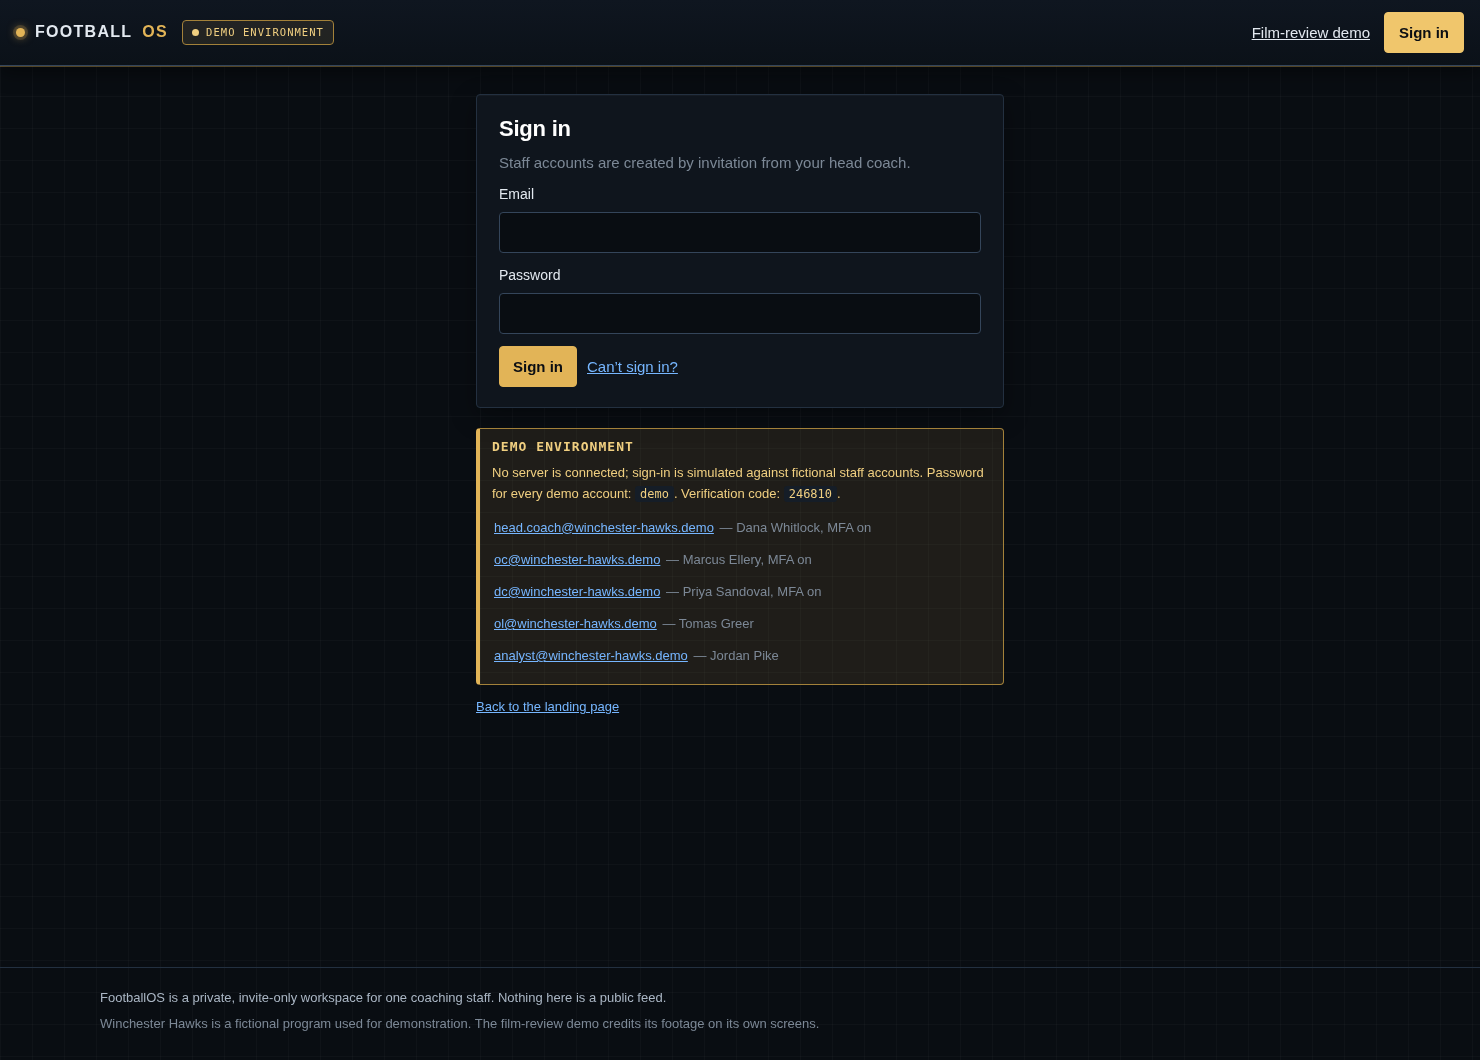 FOOTBALL OS
DEMO ENVIRONMENT
Film-review demo
Sign in
Sign in
Staff accounts are created by invitation from your head coach.
Email
Password
Sign in
Can't sign in?
DEMO ENVIRONMENT
No server is connected; sign-in is simulated against fictional staff accounts. Password
for every demo account: demo. Verification code: 246810.
head.coach@winchester-hawks.demo — Dana Whitlock, MFA on
oc@winchester-hawks.demo — Marcus Ellery, MFA on
dc@winchester-hawks.demo — Priya Sandoval, MFA on
ol@winchester-hawks.demo — Tomas Greer
analyst@winchester-hawks.demo — Jordan Pike
Back to the landing page
FootballOS is a private, invite-only workspace for one coaching staff. Nothing here is a public feed.
Winchester Hawks is a fictional program used for demonstration. The film-review demo credits its footage on its own screens.